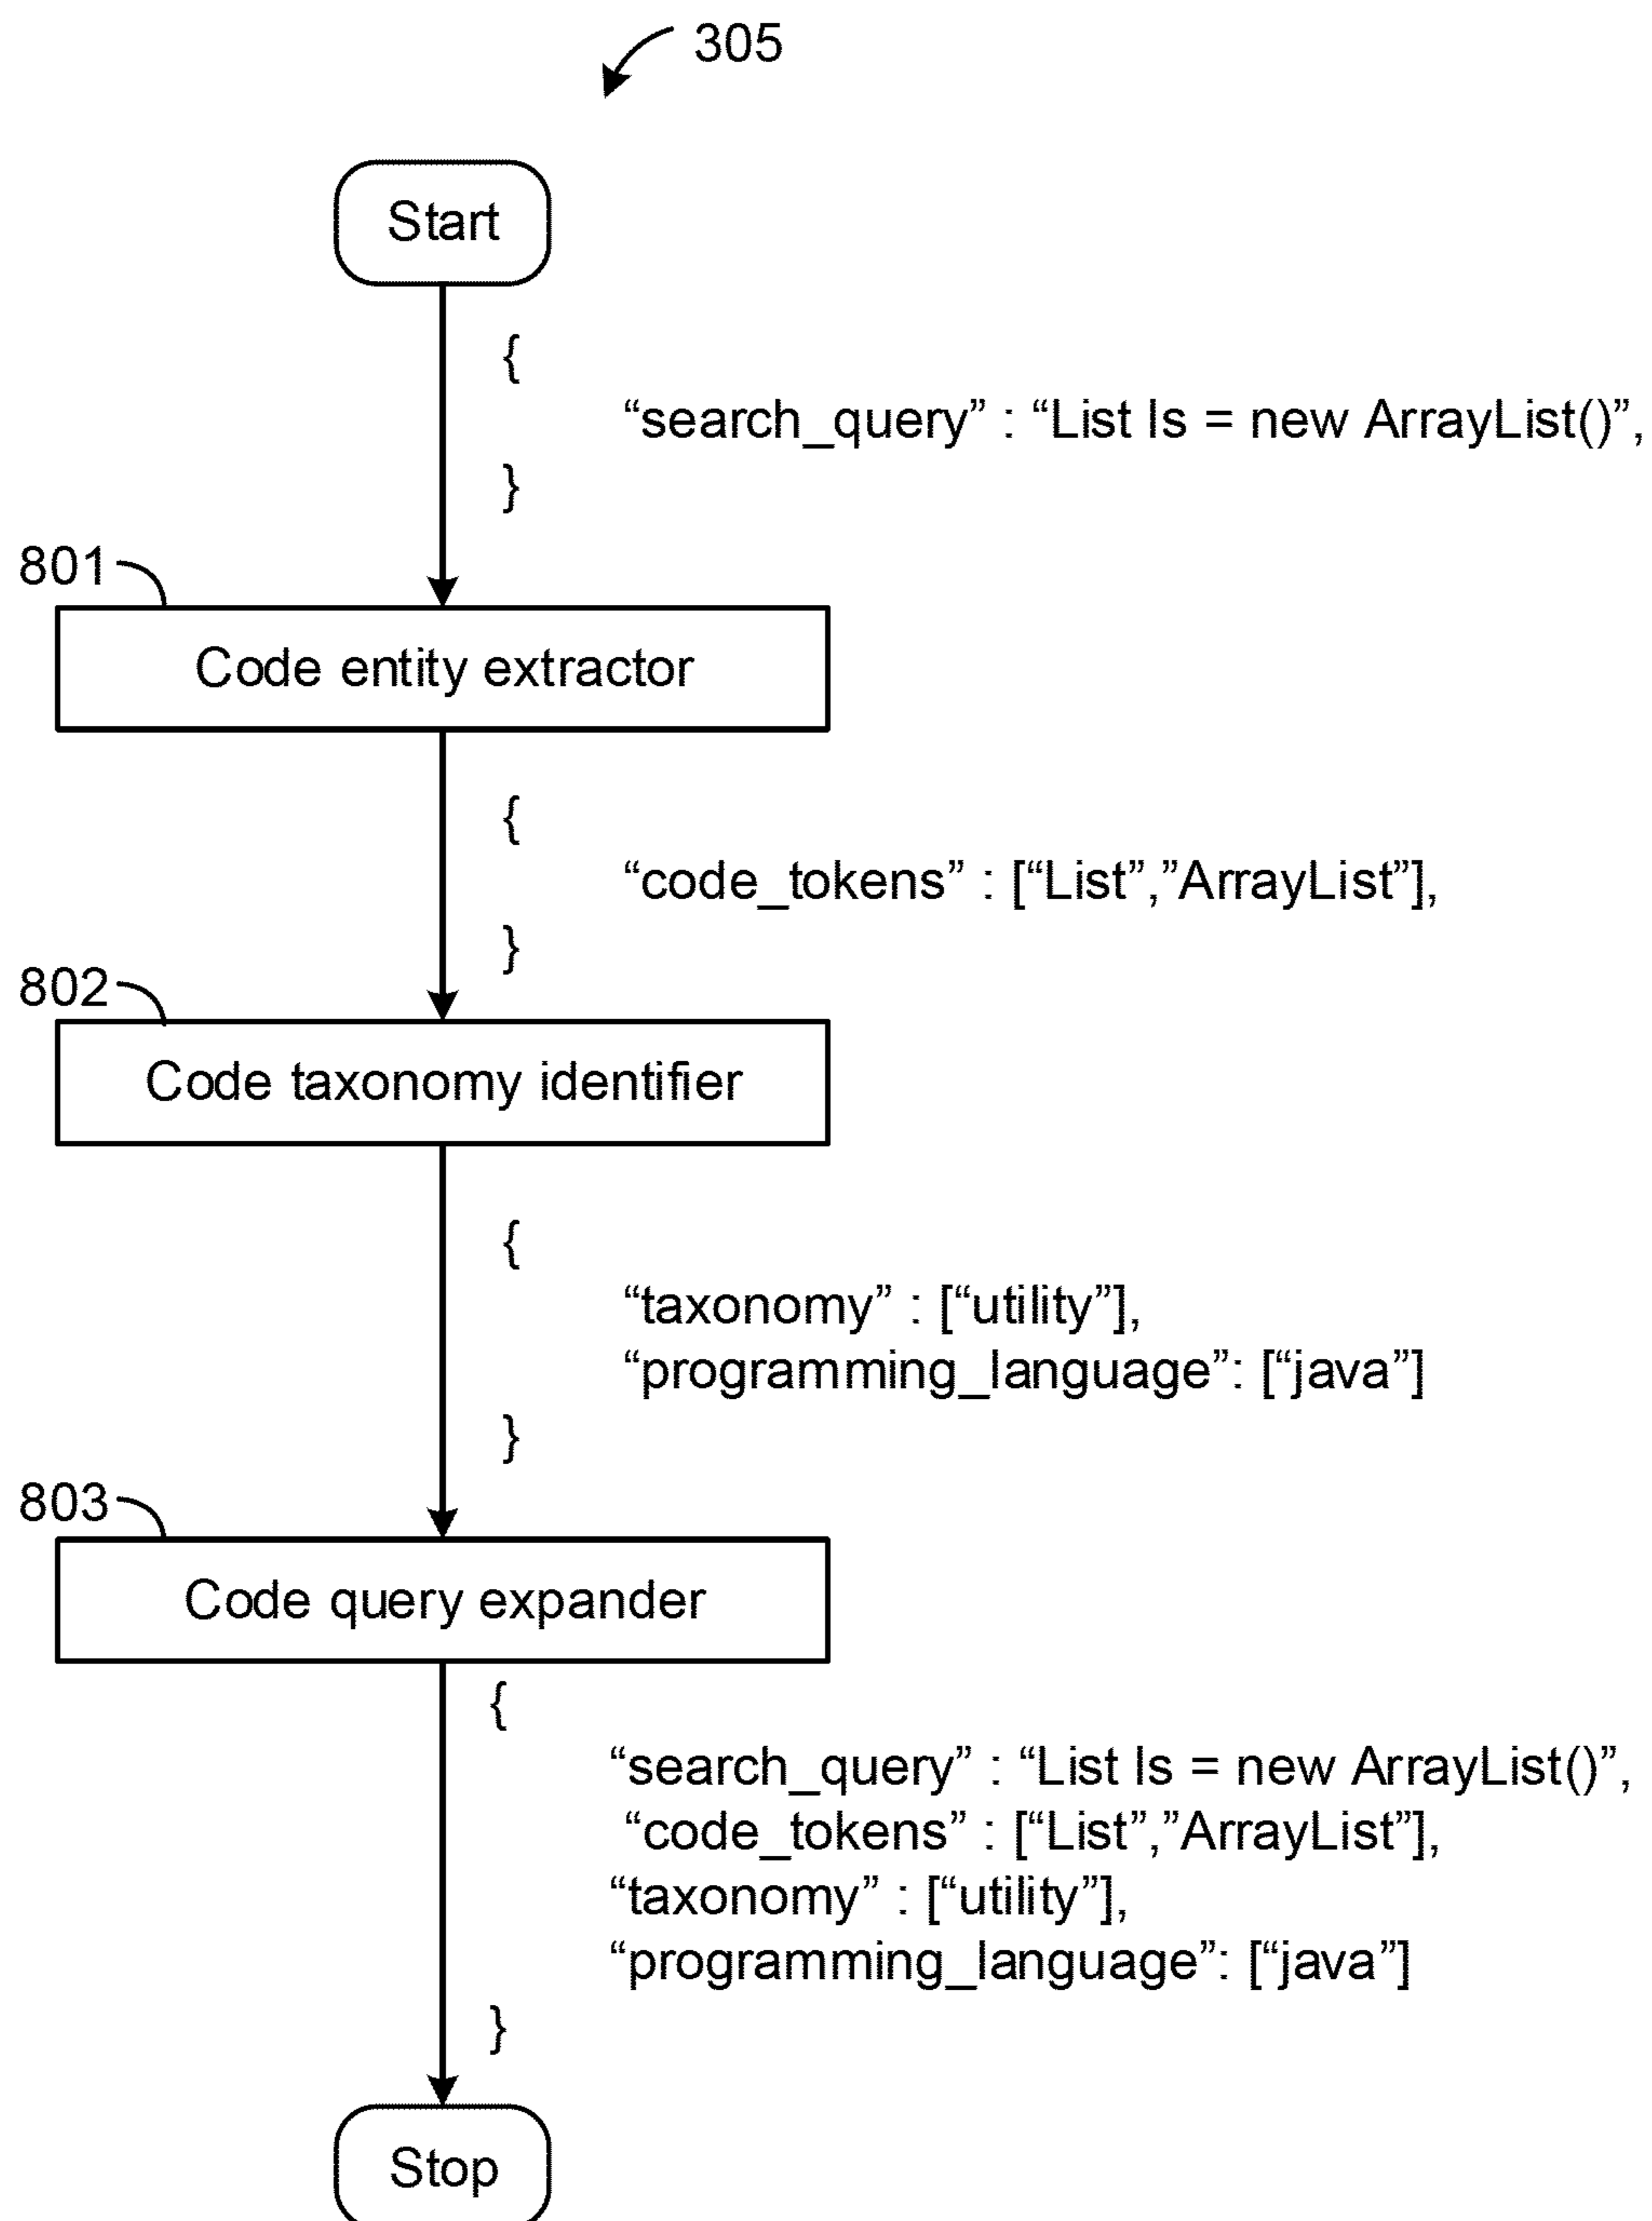 305
Start
{
“search_query” : “List ls = new ArrayList()”,
}
801
Code entity extractor
{
“code_tokens” : [“List”,”ArrayList”],
}
802
Code taxonomy identifier
{
“taxonomy” : [“utility”],
“programming_language”: [“java”]
}
803
Code query expander
{
“search_query” : “List ls = new ArrayList()”,
“code_tokens” : [“List”,”ArrayList”],
“taxonomy” : [“utility”],
“programming_language”: [“java”]
}
Stop